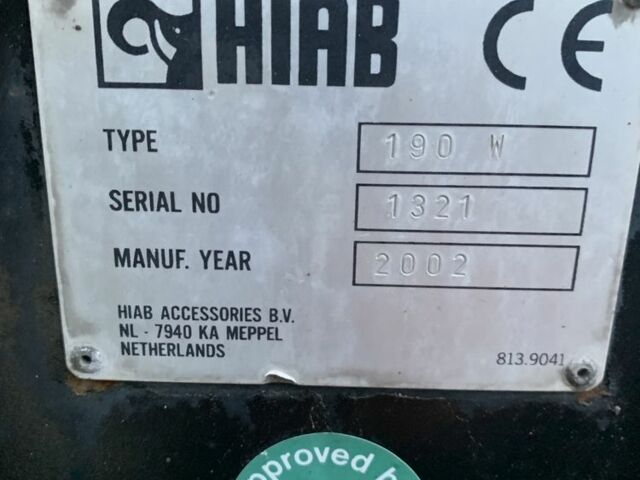 HIAB CE
TYPE 190 W
SERIAL NO 1321
MANUF. YEAR 2002
HIAB ACCESSORIES B.V.
NL - 7940 KA MEPPEL
NETHERLANDS
813.9041
approved b